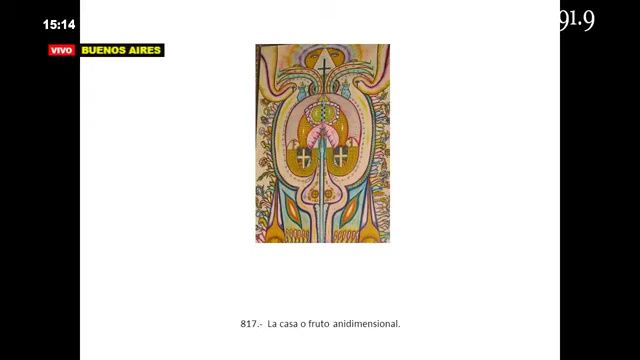 15:14
91.9
VIVO BUENOS AIRES
817.- La casa o fruto anidimensional.